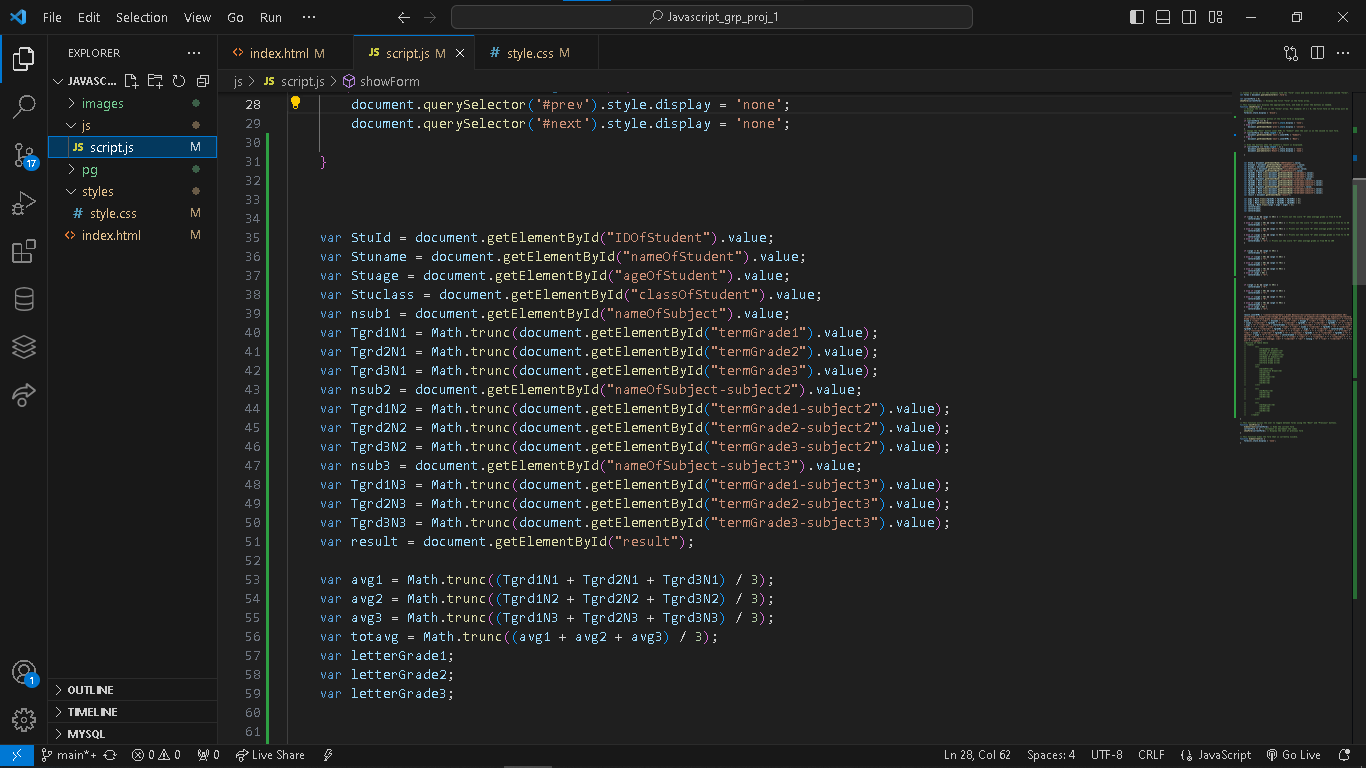 File Edit Selection View Go Run ··· Javascript_grp_proj_1
EXPLORER ···
index.html M
JS script.js M
# style.css M
JAVASC...
js > JS script.js > showForm
images
js
JS script.js M
pg
styles
# style.css M
index.html M
28 document.querySelector('#prev').style.display = 'none';
29 document.querySelector('#next').style.display = 'none';
30
31 }
32
33
34
35 var StuId = document.getElementById("IDOfStudent").value;
36 var Stuname = document.getElementById("nameOfStudent").value;
37 var Stuage = document.getElementById("ageOfStudent").value;
38 var Stuclass = document.getElementById("classOfStudent").value;
39 var nsub1 = document.getElementById("nameOfSubject").value;
40 var Tgrd1N1 = Math.trunc(document.getElementById("termGrade1").value);
41 var Tgrd2N1 = Math.trunc(document.getElementById("termGrade2").value);
42 var Tgrd3N1 = Math.trunc(document.getElementById("termGrade3").value);
43 var nsub2 = document.getElementById("nameOfSubject-subject2").value;
44 var Tgrd1N2 = Math.trunc(document.getElementById("termGrade1-subject2").value);
45 var Tgrd2N2 = Math.trunc(document.getElementById("termGrade2-subject2").value);
46 var Tgrd3N2 = Math.trunc(document.getElementById("termGrade3-subject2").value);
47 var nsub3 = document.getElementById("nameOfSubject-subject3").value;
48 var Tgrd1N3 = Math.trunc(document.getElementById("termGrade1-subject3").value);
49 var Tgrd2N3 = Math.trunc(document.getElementById("termGrade2-subject3").value);
50 var Tgrd3N3 = Math.trunc(document.getElementById("termGrade3-subject3").value);
51 var result = document.getElementById("result");
52
53 var avg1 = Math.trunc((Tgrd1N1 + Tgrd2N1 + Tgrd3N1) / 3);
54 var avg2 = Math.trunc((Tgrd1N2 + Tgrd2N2 + Tgrd3N2) / 3);
55 var avg3 = Math.trunc((Tgrd1N3 + Tgrd2N3 + Tgrd3N3) / 3);
56 var totavg = Math.trunc((avg1 + avg2 + avg3) / 3);
57 var letterGrade1;
58 var letterGrade2;
59 var letterGrade3;
60
61
17
1
OUTLINE
TIMELINE
MYSQL
main*+ 0 0 0 Live Share Ln 28, Col 62 Spaces: 4 UTF-8 CRLF {} JavaScript Go Live